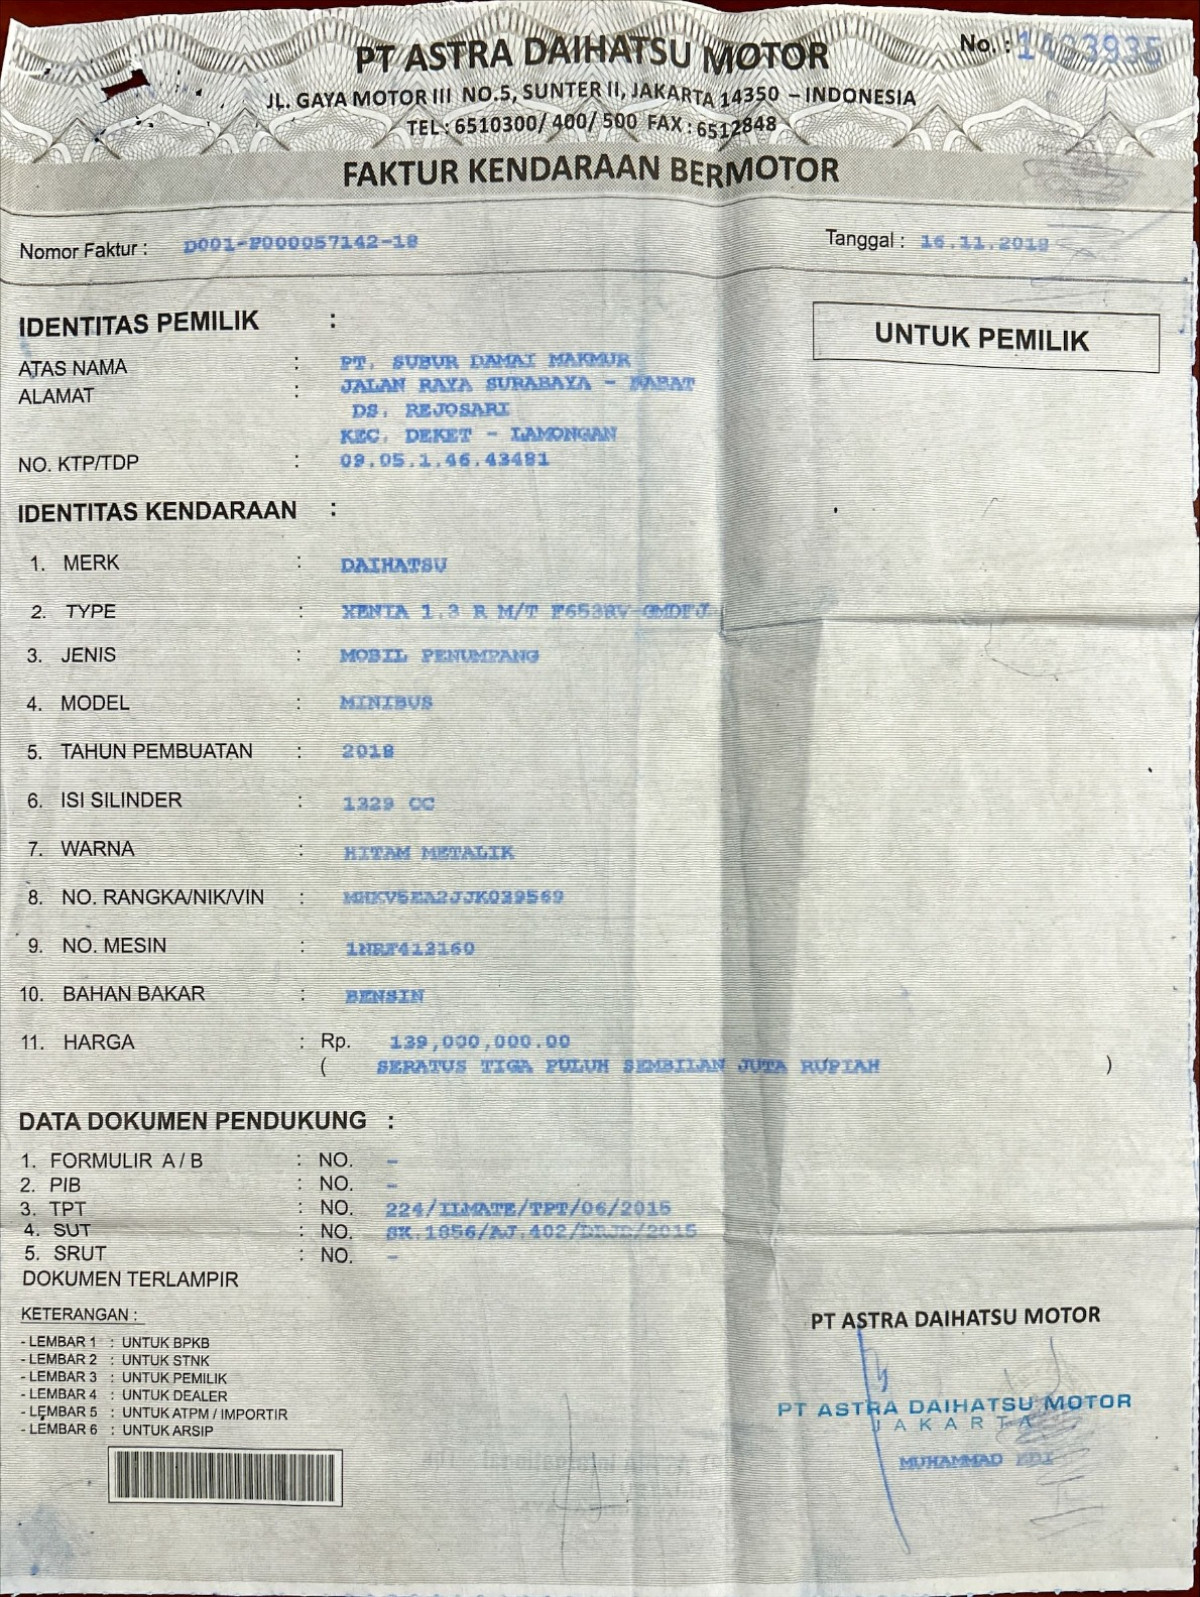 PT ASTRA DAIHATSU MOTOR
No. :
JL. GAYA MOTOR III NO.5, SUNTER II, JAKARTA 14350 – INDONESIA
TEL : 6510300/ 400/ 500 FAX : 6512848
FAKTUR KENDARAAN BERMOTOR
Nomor Faktur : D001-F000057142-18
Tanggal : 16.11.2018
IDENTITAS PEMILIK :
UNTUK PEMILIK
ATAS NAMA : PT. SUBUR DAMAI MAKMUR
ALAMAT : JALAN RAYA SURABAYA - BABAT
DS. REJOSARI
KEC. DEKET - LAMONGAN
NO. KTP/TDP : 09.05.1.46.43481
IDENTITAS KENDARAAN :
1. MERK : DAIHATSU
2. TYPE : XENIA 1.3 R M/T F653RV-GMDFJ
3. JENIS : MOBIL PENUMPANG
4. MODEL : MINIBUS
5. TAHUN PEMBUATAN : 2018
6. ISI SILINDER : 1329 CC
7. WARNA : HITAM METALIK
8. NO. RANGKA/NIK/VIN : MHKV5EA2JJK039569
9. NO. MESIN : 1NRF413160
10. BAHAN BAKAR : BENSIN
11. HARGA : Rp. 139,000,000.00
( SERATUS TIGA PULUH SEMBILAN JUTA RUPIAH )
DATA DOKUMEN PENDUKUNG :
1. FORMULIR A / B : NO. -
2. PIB : NO. -
3. TPT : NO. 224/ILMATE/TPT/06/2015
4. SUT : NO. SK.1856/AJ.402/DRJD/2015
5. SRUT : NO. -
DOKUMEN TERLAMPIR
KETERANGAN :
- LEMBAR 1 : UNTUK BPKB
- LEMBAR 2 : UNTUK STNK
- LEMBAR 3 : UNTUK PEMILIK
- LEMBAR 4 : UNTUK DEALER
- LEMBAR 5 : UNTUK ATPM / IMPORTIR
- LEMBAR 6 : UNTUK ARSIP
PT ASTRA DAIHATSU MOTOR
PT ASTRA DAIHATSU MOTOR
JAKARTA
MUHAMMAD EDI